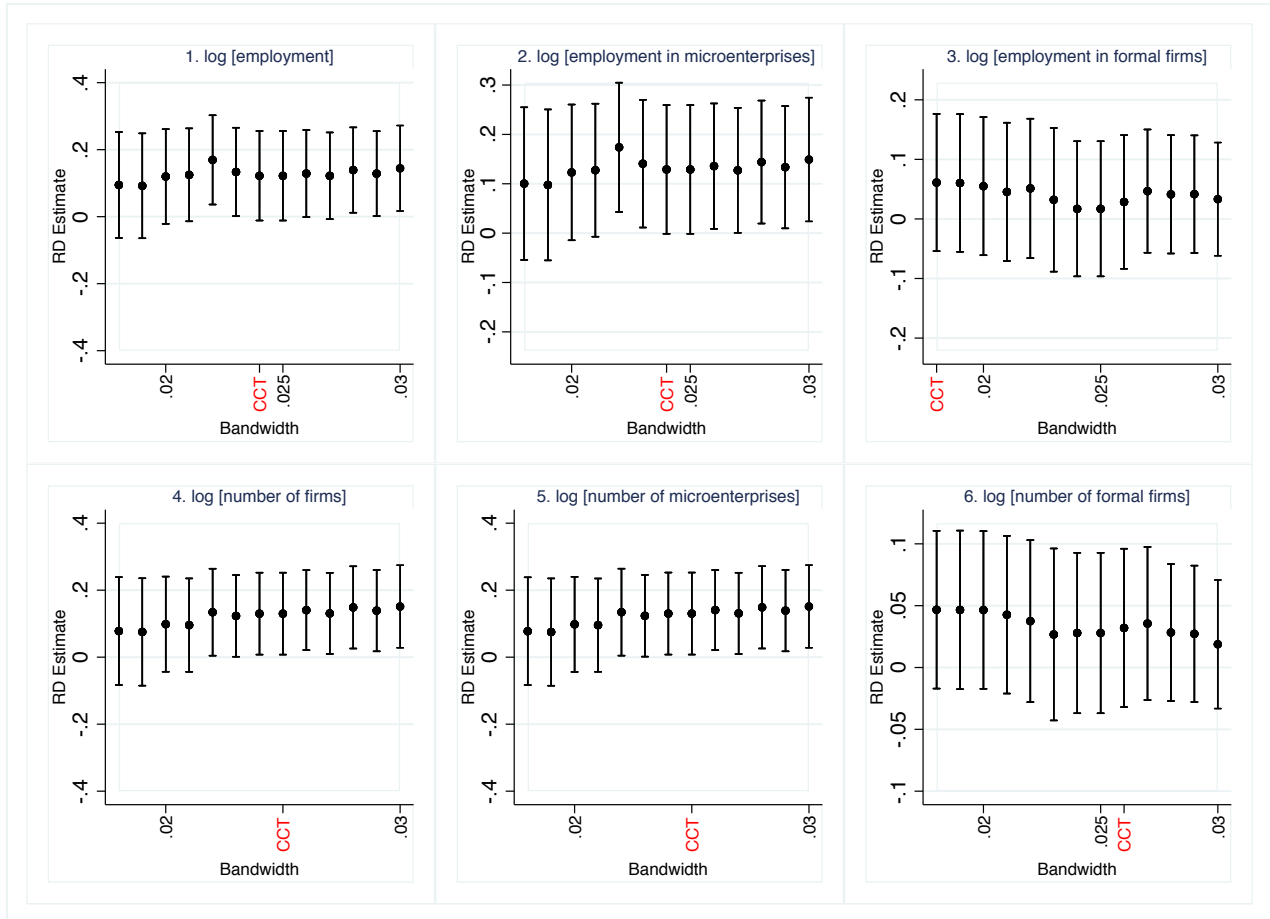 1. log [employment]
.4
.2
0
-.2
-.4
RD Estimate
.02
CCT
.025
.03
Bandwidth
2. log [employment in microenterprises]
.3
.2
.1
0
-.1
-.2
RD Estimate
.02
CCT
.025
.03
Bandwidth
3. log [employment in formal firms]
.2
.1
0
-.1
-.2
RD Estimate
CCT
.02
.025
.03
Bandwidth
4. log [number of firms]
.4
.2
0
-.2
-.4
RD Estimate
.02
CCT
.03
Bandwidth
5. log [number of microenterprises]
.4
.2
0
-.2
-.4
RD Estimate
.02
CCT
.03
Bandwidth
6. log [number of formal firms]
.1
.05
0
-.05
-.1
RD Estimate
.02
.025
CCT
.03
Bandwidth